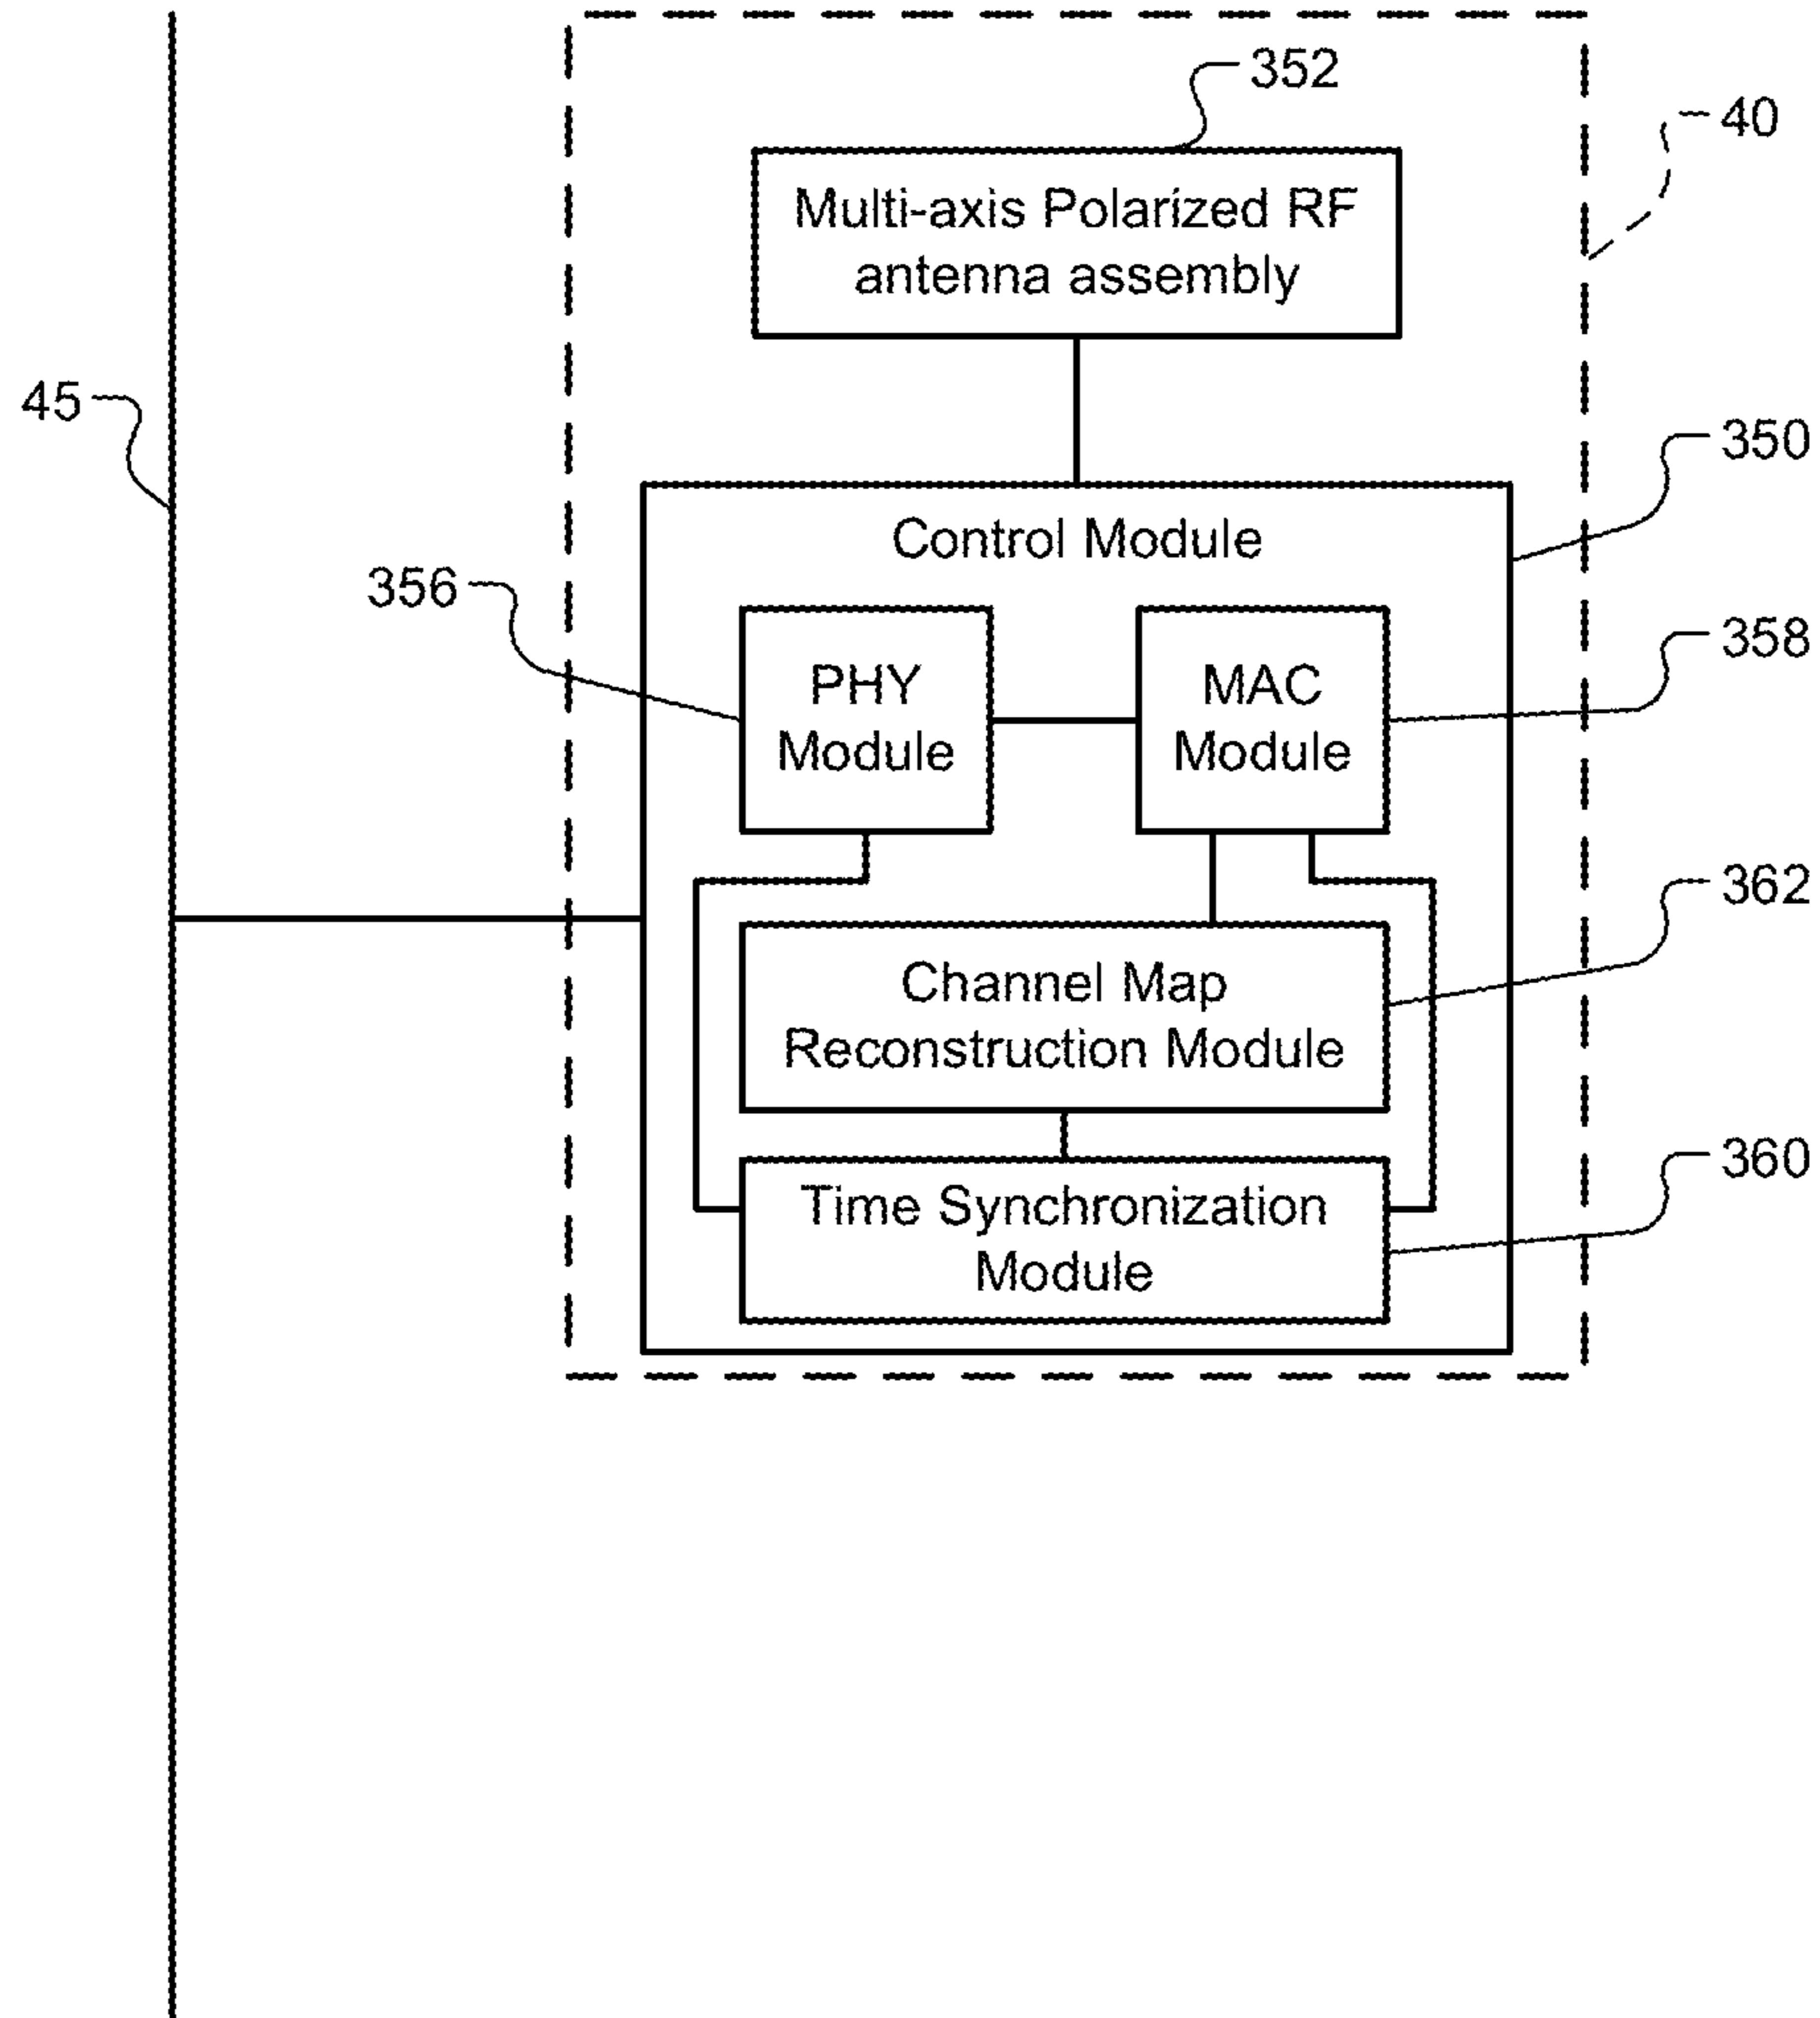 352
40
Multi-axis Polarized RF
antenna assembly
45
350
Control Module
356
358
PHY
Module
MAC
Module
362
Channel Map
Reconstruction Module
360
Time Synchronization
Module